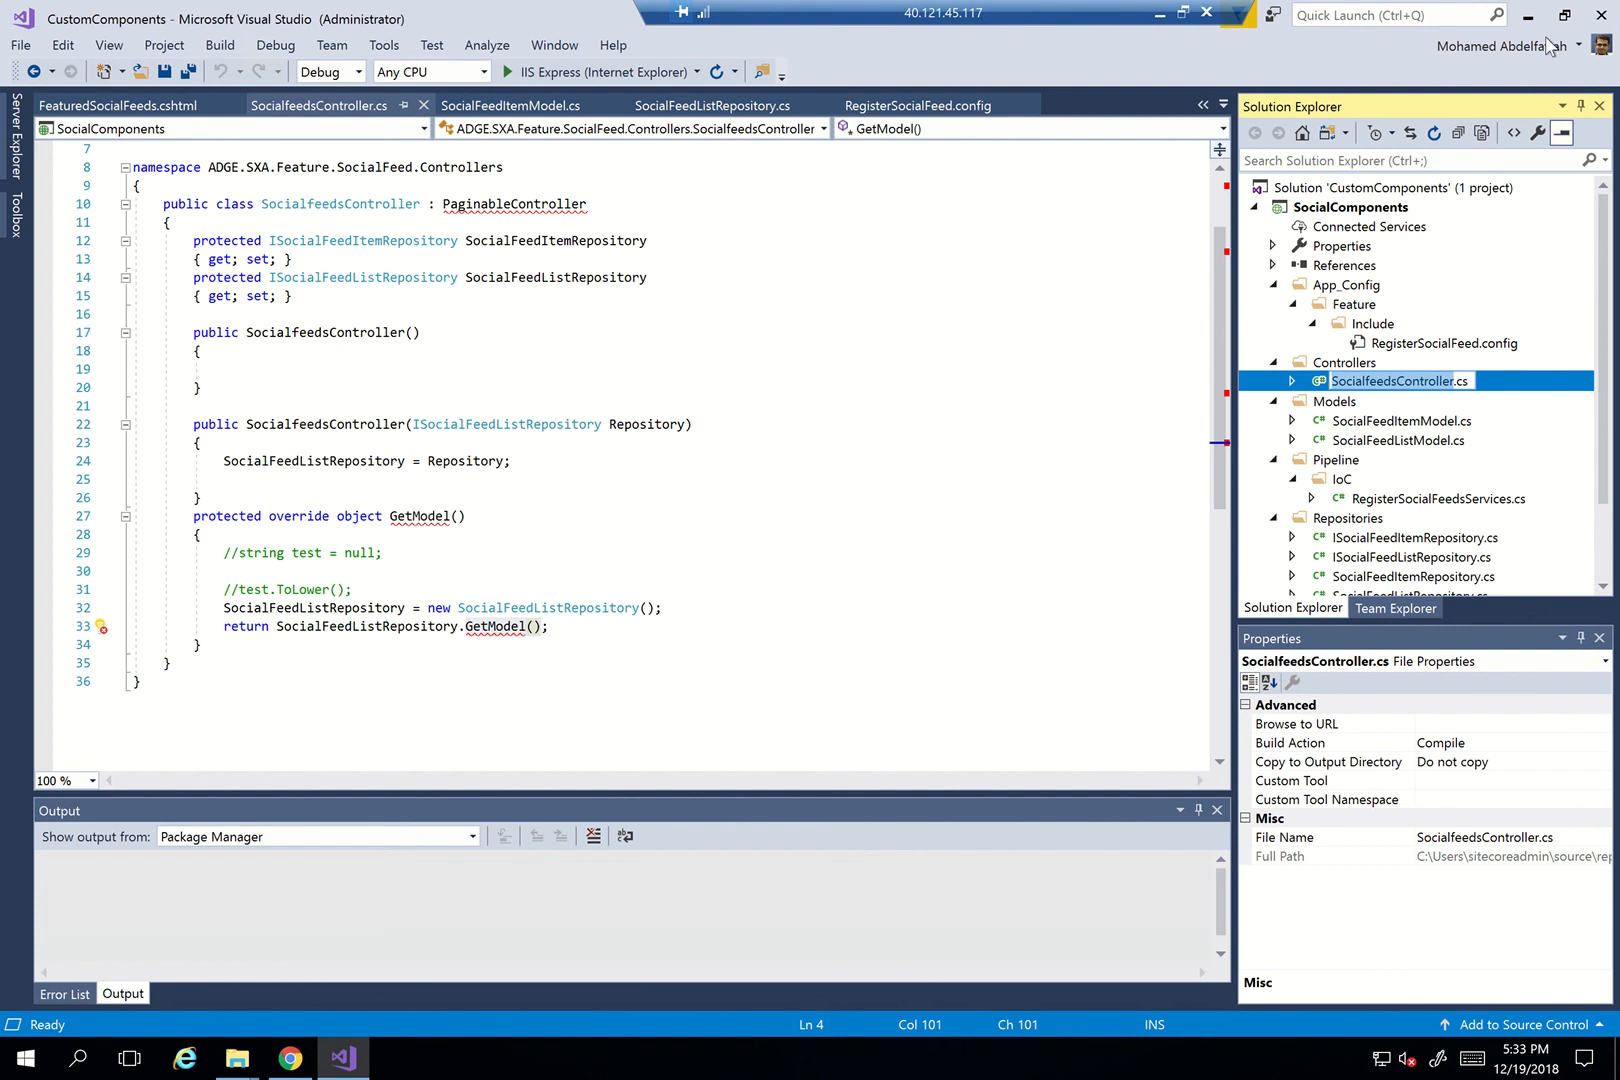 CustomComponents - Microsoft Visual Studio (Administrator)
40.121.45.117
Quick Launch (Ctrl+Q)
File Edit View Project Build Debug Team Tools Test Analyze Window Help
Debug Any CPU IIS Express (Internet Explorer)
Server Explorer
Toolbox
FeaturedSocialFeeds.cshtml SocialfeedsController.cs SocialFeedItemModel.cs SocialFeedListRepository.cs RegisterSocialFeed.config
SocialComponents ADGE.SXA.Feature.SocialFeed.Controllers.SocialfeedsController GetModel()
7
8 namespace ADGE.SXA.Feature.SocialFeed.Controllers
9 {
10 public class SocialfeedsController : PaginableController
11 {
12 protected ISocialFeedItemRepository SocialFeedItemRepository
13 { get; set; }
14 protected ISocialFeedListRepository SocialFeedListRepository
15 { get; set; }
16
17 public SocialfeedsController()
18 {
19
20 }
21
22 public SocialfeedsController(ISocialFeedListRepository Repository)
23 {
24 SocialFeedListRepository = Repository;
25
26 }
27 protected override object GetModel()
28 {
29 //string test = null;
30
31 //test.ToLower();
32 SocialFeedListRepository = new SocialFeedListRepository();
33 return SocialFeedListRepository.GetModel();
34 }
35 }
36 }
100 %
Output
Show output from: Package Manager
Error List Output
Mohamed
Solution Explorer
Search Solution Explorer (Ctrl+;)
Solution 'CustomComponents' (1 project)
SocialComponents
Connected Services
Properties
References
App_Config
Feature
Include
RegisterSocialFeed.config
Controllers
SocialfeedsController.cs
Models
SocialFeedItemModel.cs
SocialFeedListModel.cs
Pipeline
IoC
RegisterSocialFeedsServices.cs
Repositories
ISocialFeedItemRepository.cs
ISocialFeedListRepository.cs
SocialFeedItemRepository.cs
SocialFeedListRepository.cs
Solution Explorer Team Explorer
Properties
SocialfeedsController.cs File Properties
Advanced
Browse to URL
Build Action Compile
Copy to Output Directory Do not copy
Custom Tool
Custom Tool Namespace
Misc
File Name SocialfeedsController.cs
Full Path C:\Users\sitecoreadmin\source\rep
Misc
Ready Ln 4 Col 101 Ch 101 INS Add to Source Control
5:33 PM
12/19/2018